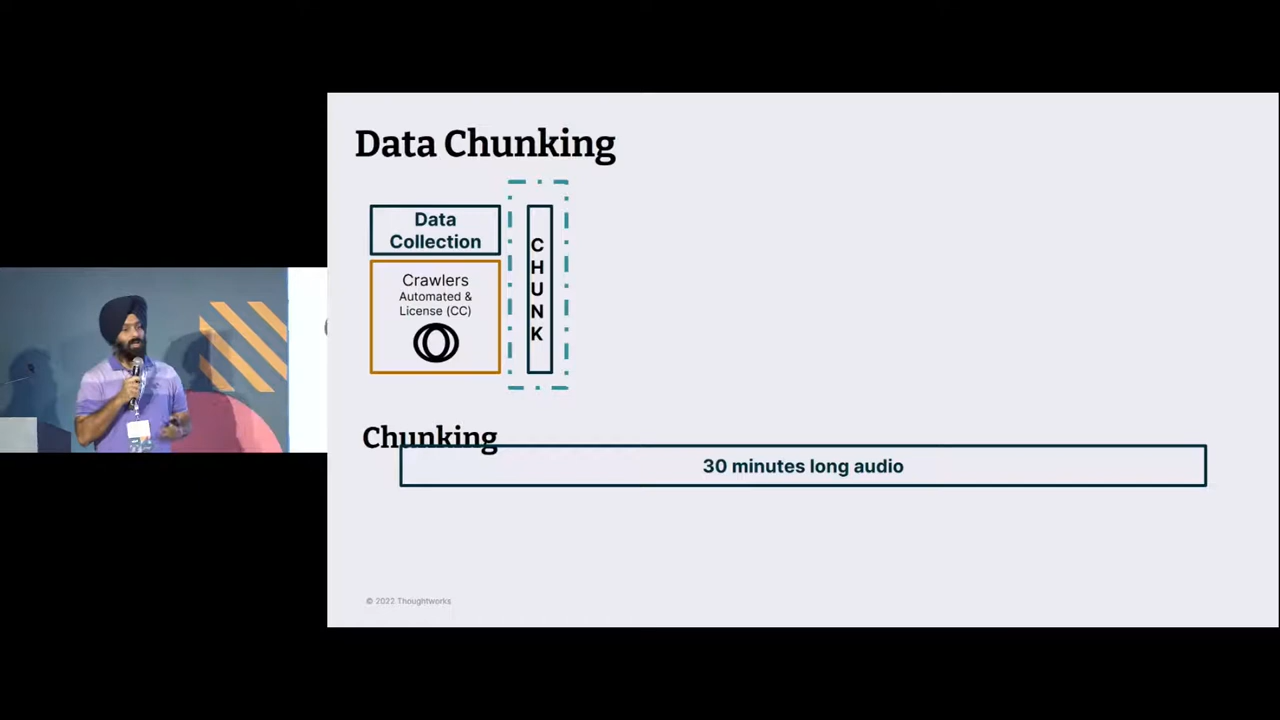 Data Chunking
Data
Collection
Crawlers
Automated &
License (CC)
C
H
U
N
K
Chunking
30 minutes long audio
© 2022 Thoughtworks